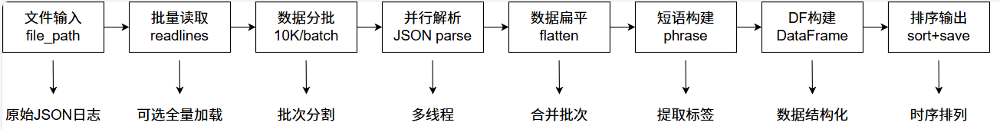 文件输入
file_path
批量读取
readlines
数据分批
10K/batch
并行解析
JSON parse
数据扁平
flatten
短语构建
phrase
DF构建
DataFrame
排序输出
sort+save
原始JSON日志
可选全量加载
批次分割
多线程
合并批次
提取标签
数据结构化
时序排列